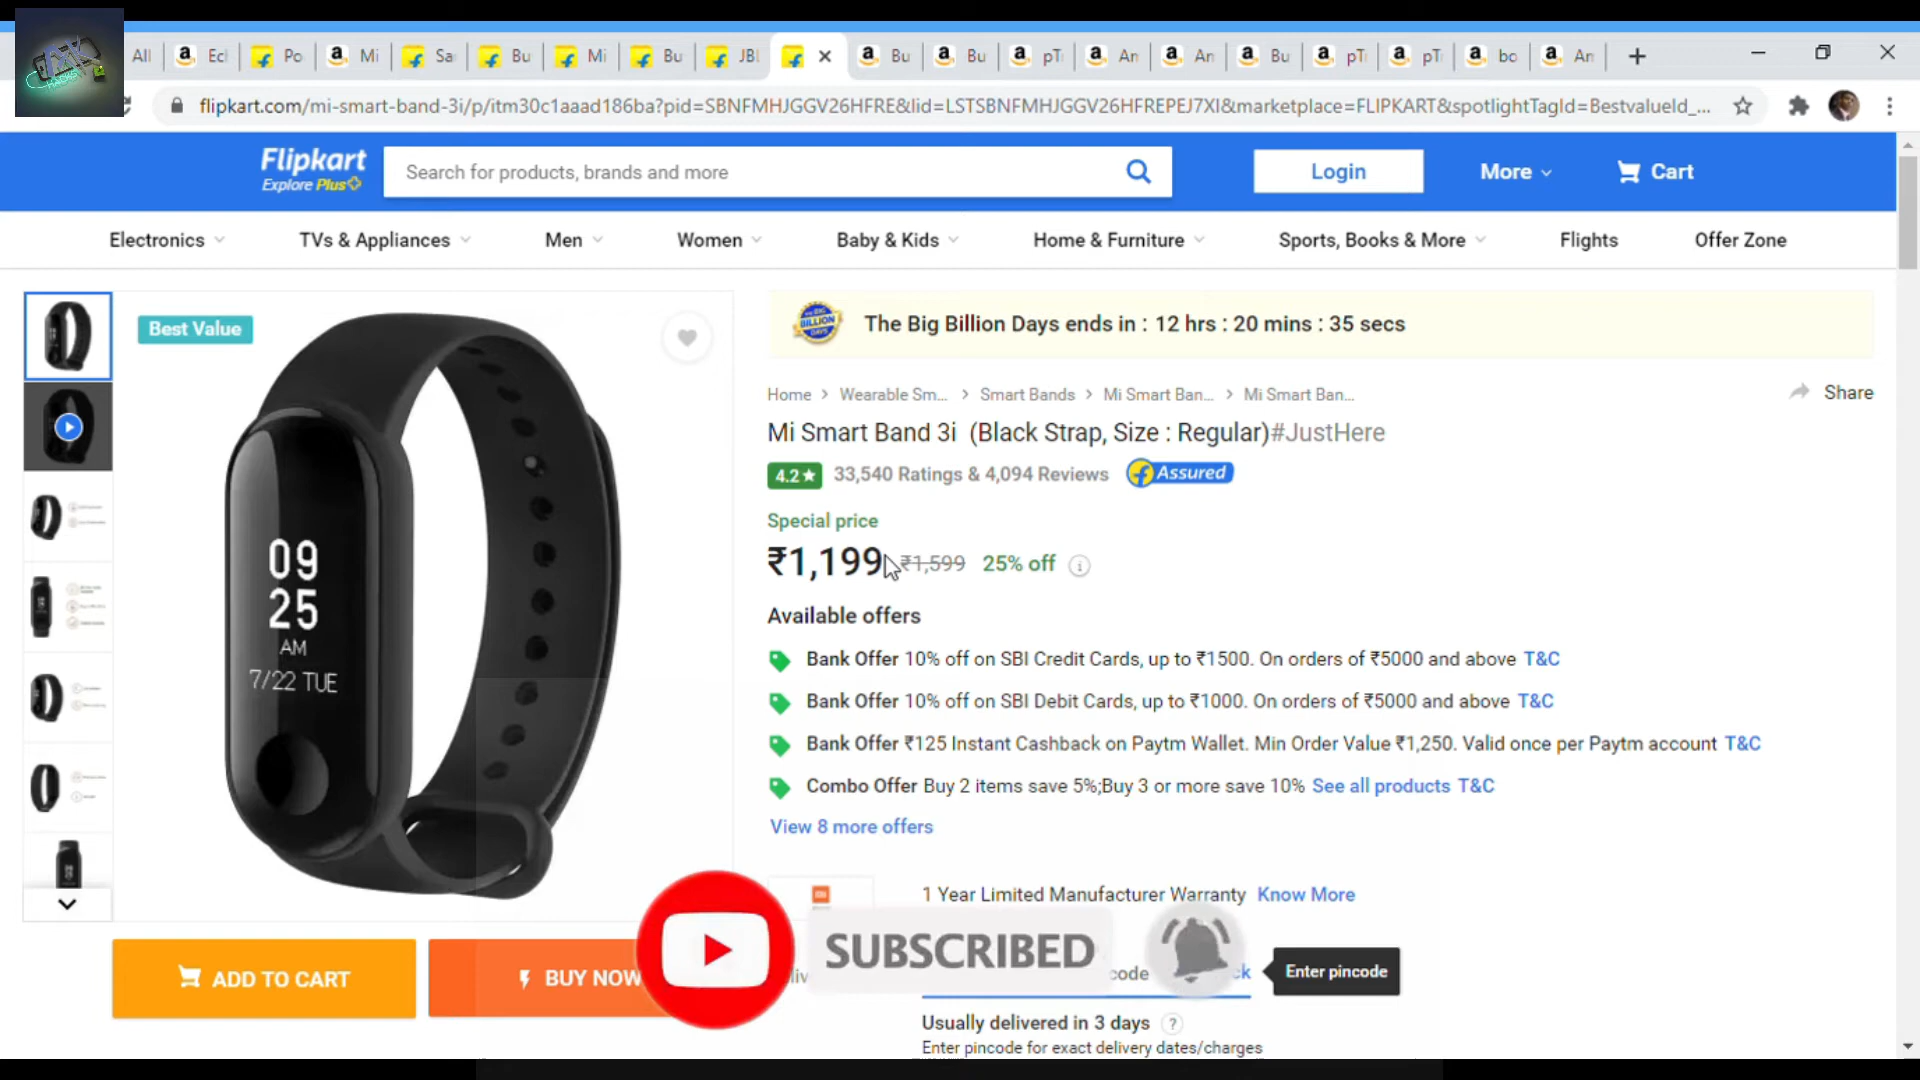 HACKS
All
Ecl
Po
Mi
Sa
Bu
Mi
Bu
JBL
Bu
Bu
pTi
An
An
Bu
pTi
pTi
bo
An
flipkart.com/mi-smart-band-3i/p/itm30c1aaad186ba?pid=SBNFMHJGGV26HFRE&lid=LSTSBNFMHJGGV26HFREPEJ7XI&marketplace=FLIPKART&spotlightTagId=BestvalueId_...
Flipkart
Explore Plus
Search for products, brands and more
Login
More
Cart
Electronics
TVs & Appliances
Men
Women
Baby & Kids
Home & Furniture
Sports, Books & More
Flights
Offer Zone
Best Value
09
25
AM
7/22 TUE
BILLION
The Big Billion Days ends in : 12 hrs : 20 mins : 35 secs
Home > Wearable Sm... > Smart Bands > Mi Smart Ban... > Mi Smart Ban...
Share
Mi Smart Band 3i (Black Strap, Size : Regular)#JustHere
4.2★ 33,540 Ratings & 4,094 Reviews Assured
Special price
₹1,199 ₹1,599 25% off
Available offers
Bank Offer 10% off on SBI Credit Cards, up to ₹1500. On orders of ₹5000 and above T&C
Bank Offer 10% off on SBI Debit Cards, up to ₹1000. On orders of ₹5000 and above T&C
Bank Offer ₹125 Instant Cashback on Paytm Wallet. Min Order Value ₹1,250. Valid once per Paytm account T&C
Combo Offer Buy 2 items save 5%;Buy 3 or more save 10% See all products T&C
View 8 more offers
1 Year Limited Manufacturer Warranty Know More
ADD TO CART
BUY NOW
SUBSCRIBED
code
Enter pincode
Usually delivered in 3 days ?
Enter pincode for exact delivery dates/charges